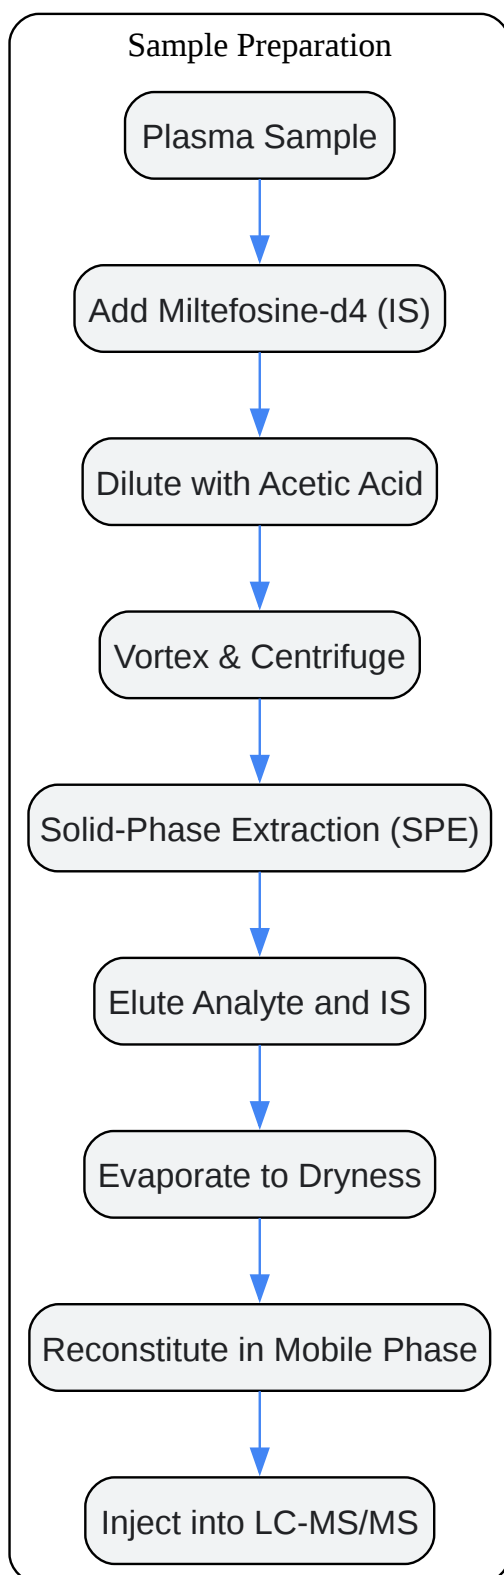 Sample Preparation
Plasma Sample
Add Miltefosine-d4 (IS)
Dilute with Acetic Acid
Vortex & Centrifuge
Solid-Phase Extraction (SPE)
Elute Analyte and IS
Evaporate to Dryness
Reconstitute in Mobile Phase
Inject into LC-MS/MS